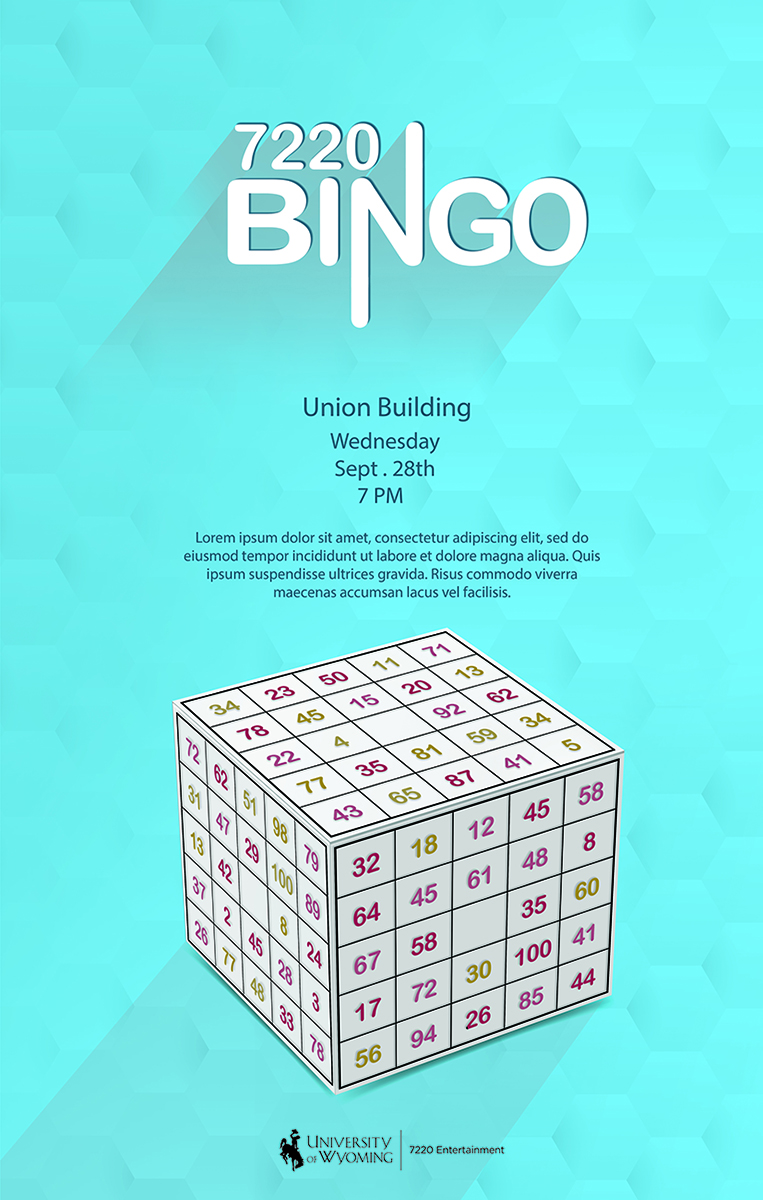 7220
BINGO
Union Building
Wednesday
Sept . 28th
7 PM
Lorem ipsum dolor sit amet, consectetur adipiscing elit, sed do
eiusmod tempor incididunt ut labore et dolore magna aliqua. Quis
ipsum suspendisse ultrices gravida. Risus commodo viverra
maecenas accumsan lacus vel facilisis.
34 23 50 11 71
78 45 15 20 13
22 4 92 62
77 35 81 59 34
43 65 87 41 5
72 62 51 98 79
31 47 29 100 89
13 42 8 24
37 2 45 28 3
26 77 48 33 78
32 18 12 45 58
64 45 61 48 8
67 58 35 60
17 72 30 100 41
56 94 26 85 44
UNIVERSITY
OF WYOMING
7220 Entertainment